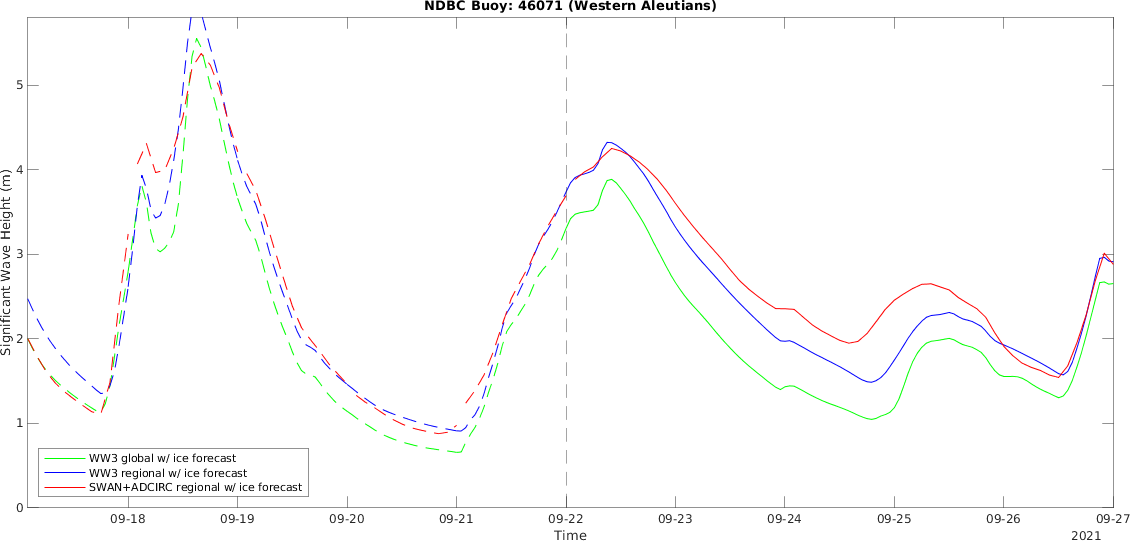 NDBC Buoy: 46071 (Western Aleutians)
Significant Wave Height (m)
5
4
3
2
1
0
WW3 global w/ ice forecast
WW3 regional w/ ice forecast
SWAN+ADCIRC regional w/ ice forecast
09-18 09-19 09-20 09-21 09-22 09-23 09-24 09-25 09-26 09-27
Time
2021